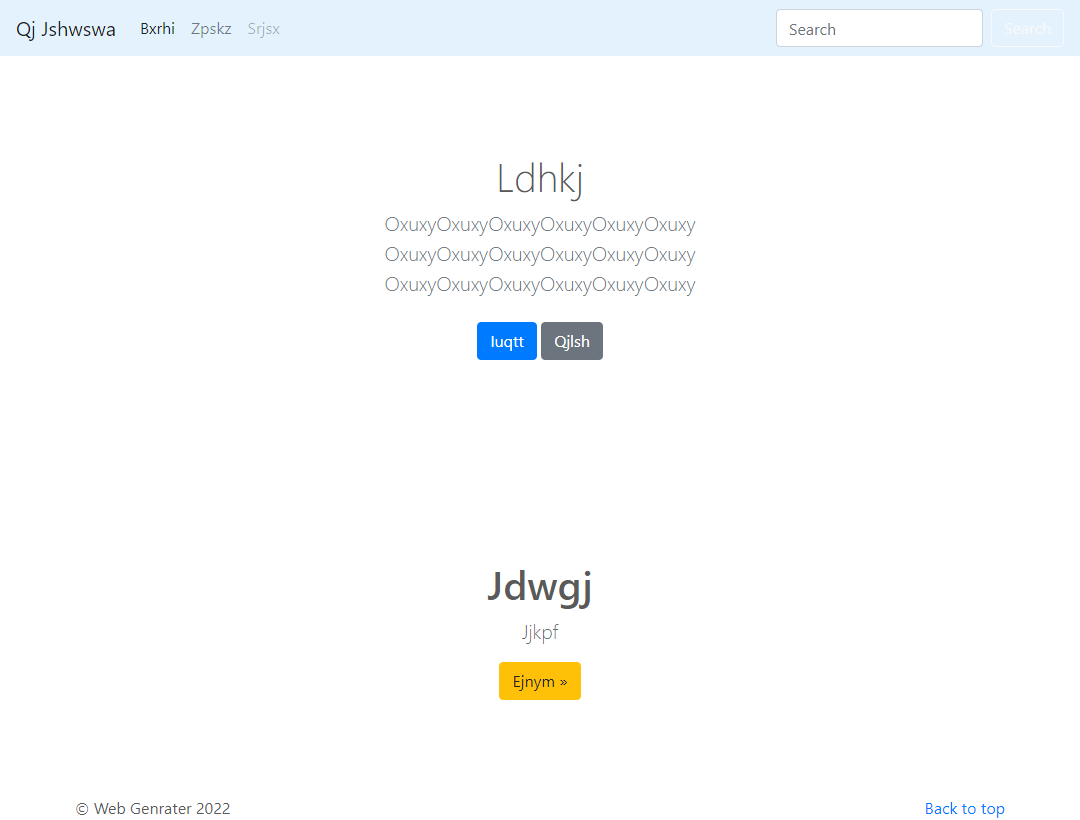 Qj Jshwswa Bxrhi Zpskz Srjsx Search Search
Ldhkj
OxuxyOxuxyOxuxyOxuxyOxuxyOxuxy
OxuxyOxuxyOxuxyOxuxyOxuxyOxuxy
OxuxyOxuxyOxuxyOxuxyOxuxyOxuxy
Iuqtt Qjlsh
Jdwgj
Jjkpf
Ejnym »
© Web Genrater 2022 Back to top